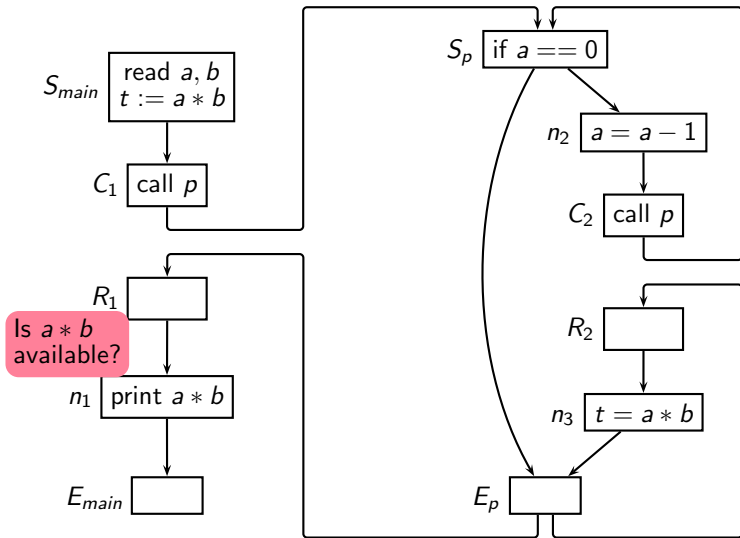 S_main
read a, b
t := a ∗ b
C_1
call p
R_1
Is a ∗ b
available?
n_1
print a ∗ b
E_main
S_p
if a == 0
n_2
a = a − 1
C_2
call p
R_2
n_3
t = a ∗ b
E_p